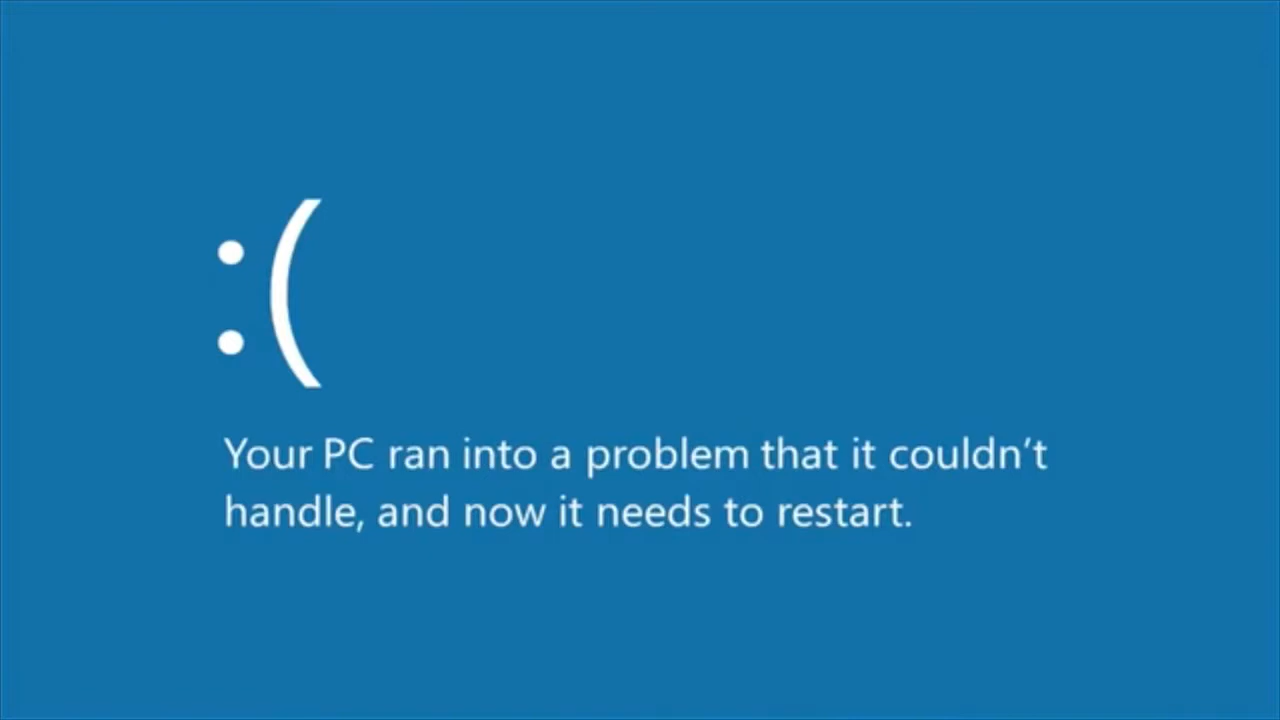 :(
Your PC ran into a problem that it couldn’t
handle, and now it needs to restart.